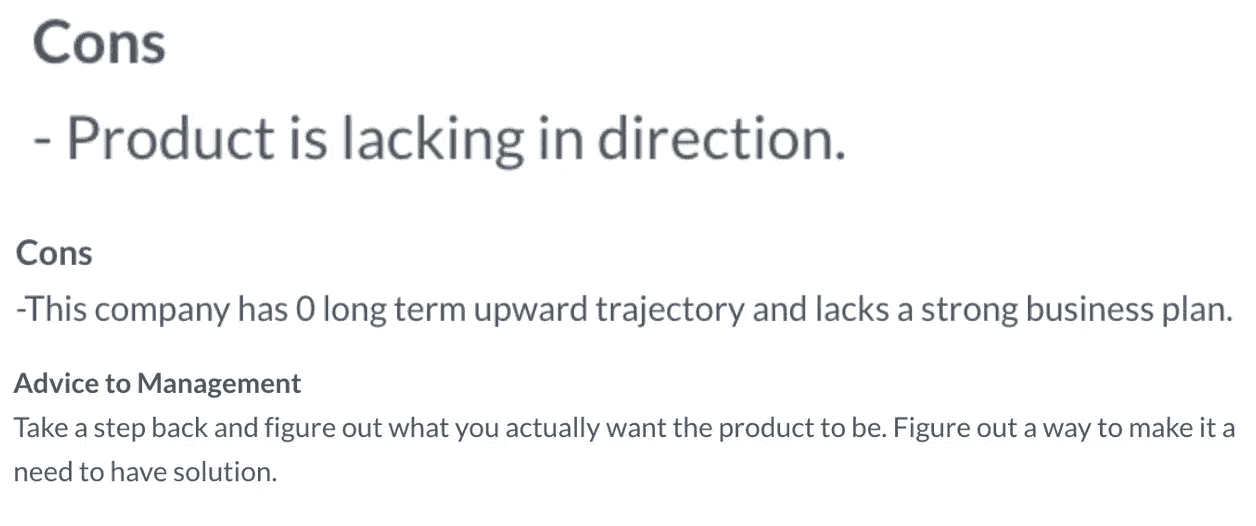 Cons
- Product is lacking in direction.
Cons
-This company has 0 long term upward trajectory and lacks a strong business plan.
Advice to Management
Take a step back and figure out what you actually want the product to be. Figure out a way to make it a
need to have solution.